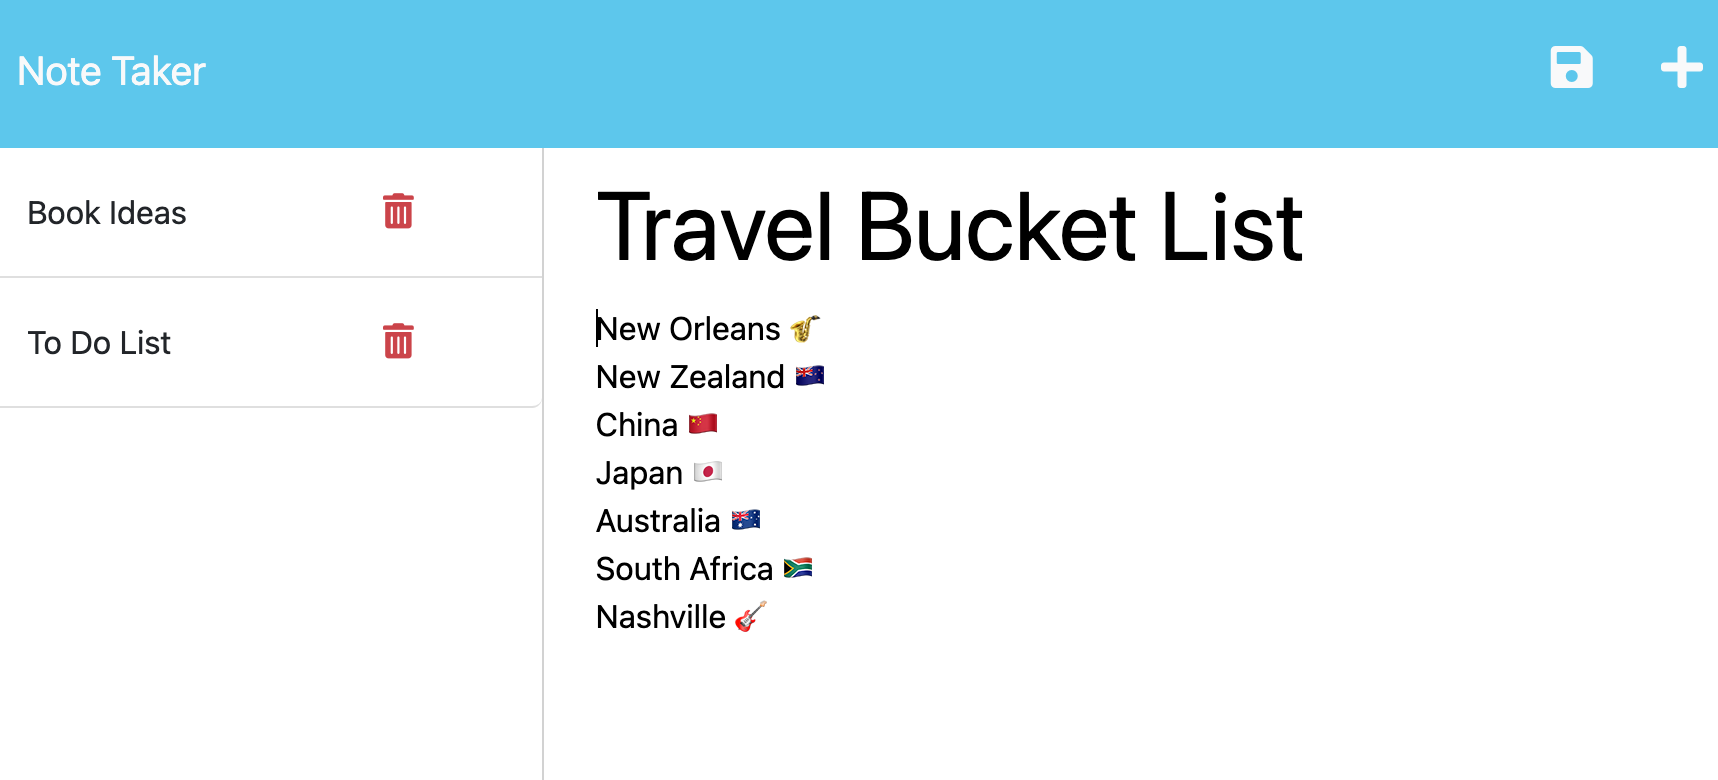 Note Taker
Book Ideas
To Do List
Travel Bucket List
New Orleans 🎷
New Zealand 🇳🇿
China 🇨🇳
Japan 🇯🇵
Australia 🇦🇺
South Africa 🇿🇦
Nashville 🎸